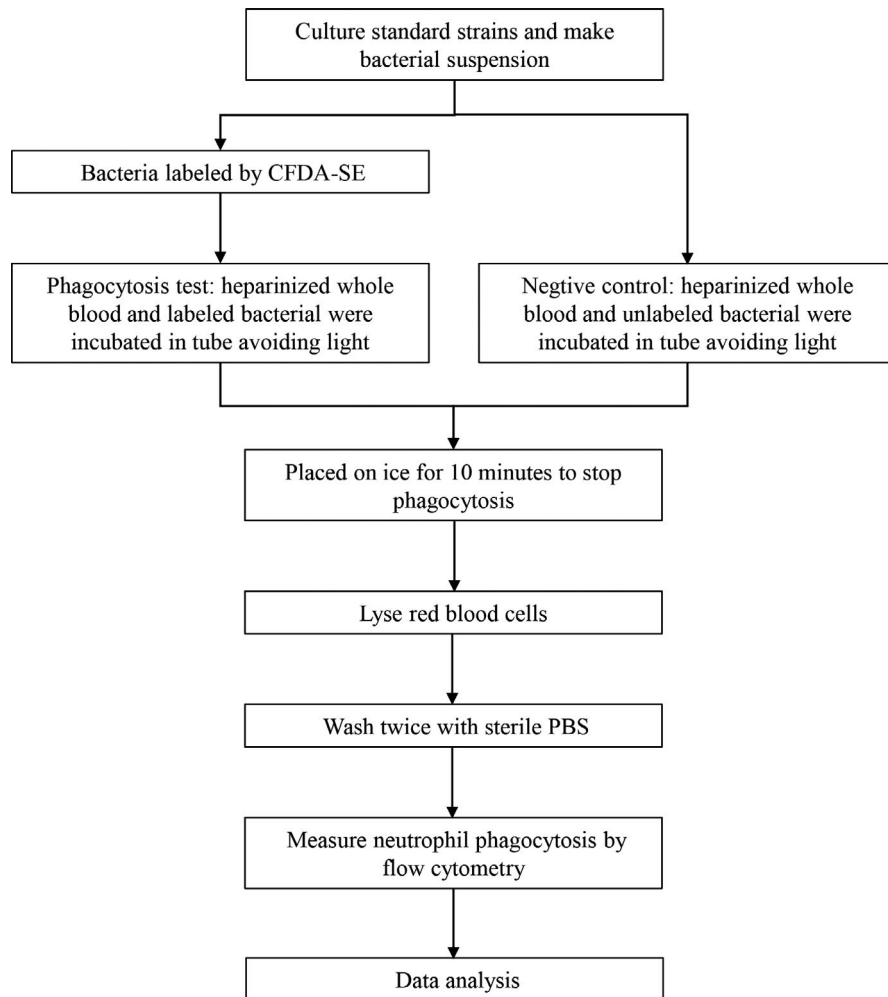 Culture standard strains and make
bacterial suspension
Bacteria labeled by CFDA-SE
Phagocytosis test: heparinized whole
blood and labeled bacterial were
incubated in tube avoiding light
Negtive control: heparinized whole
blood and unlabeled bacterial were
incubated in tube avoiding light
Placed on ice for 10 minutes to stop
phagocytosis
Lyse red blood cells
Wash twice with sterile PBS
Measure neutrophil phagocytosis by
flow cytometry
Data analysis